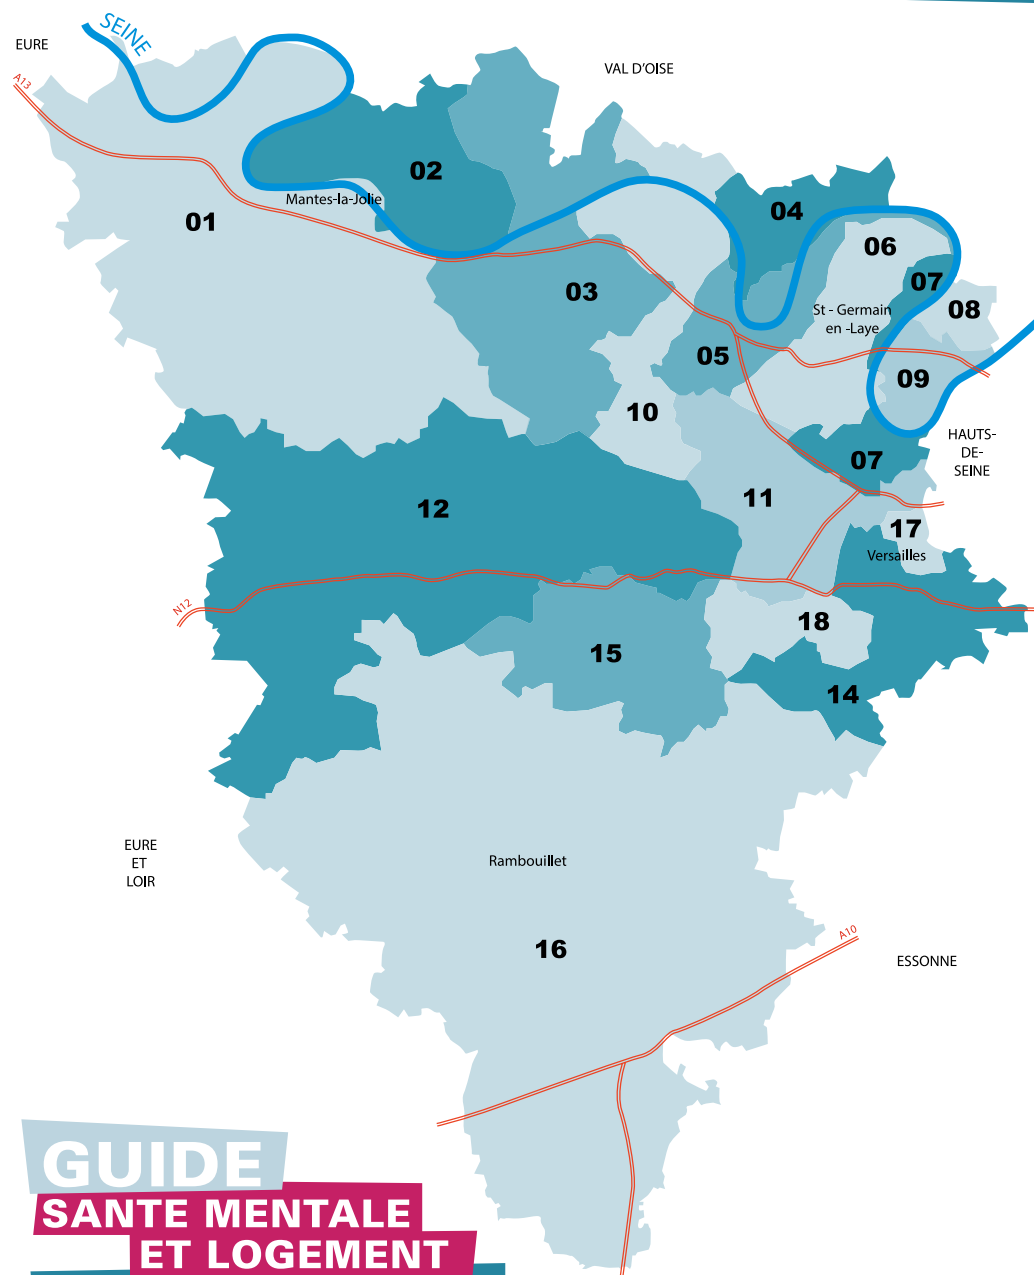 SEINE
EURE
VAL D'OISE
A13
02
Mantes-la-Jolie
01
04
06
07
03
08
St - Germain
en -Laye
05
09
10
HAUTS-
DE-
SEINE
07
11
12
17
Versailles
N12
18
15
14
EURE
ET
LOIR
Rambouillet
16
A10
ESSONNE
GUIDE
SANTE MENTALE
ET LOGEMENT